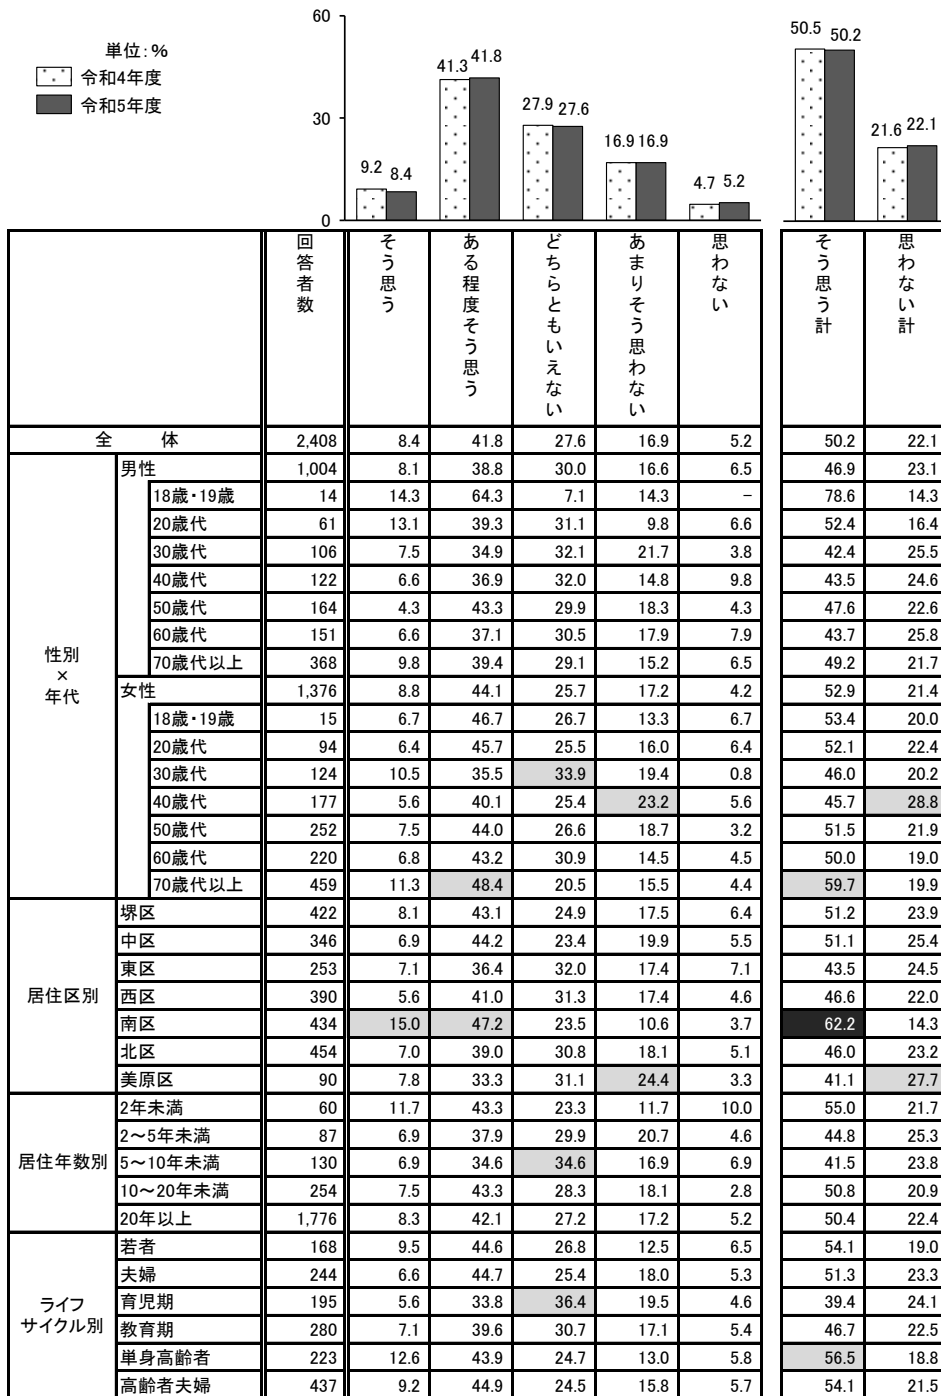 単位：%
令和4年度
令和5年度
60
30
0
9.2 8.4
41.3 41.8
27.9 27.6
16.9 16.9
4.7 5.2
50.5 50.2
21.6 22.1
回答者数 そう思う ある程度そう思う どちらともいえない あまりそう思わない 思わない そう思う計 思わない計
全体 2,408 8.4 41.8 27.6 16.9 5.2 50.2 22.1
性別×年代
男性 1,004 8.1 38.8 30.0 16.6 6.5 46.9 23.1
18歳・19歳 14 14.3 64.3 7.1 14.3 － 78.6 14.3
20歳代 61 13.1 39.3 31.1 9.8 6.6 52.4 16.4
30歳代 106 7.5 34.9 32.1 21.7 3.8 42.4 25.5
40歳代 122 6.6 36.9 32.0 14.8 9.8 43.5 24.6
50歳代 164 4.3 43.3 29.9 18.3 4.3 47.6 22.6
60歳代 151 6.6 37.1 30.5 17.9 7.9 43.7 25.8
70歳代以上 368 9.8 39.4 29.1 15.2 6.5 49.2 21.7
女性 1,376 8.8 44.1 25.7 17.2 4.2 52.9 21.4
18歳・19歳 15 6.7 46.7 26.7 13.3 6.7 53.4 20.0
20歳代 94 6.4 45.7 25.5 16.0 6.4 52.1 22.4
30歳代 124 10.5 35.5 33.9 19.4 0.8 46.0 20.2
40歳代 177 5.6 40.1 25.4 23.2 5.6 45.7 28.8
50歳代 252 7.5 44.0 26.6 18.7 3.2 51.5 21.9
60歳代 220 6.8 43.2 30.9 14.5 4.5 50.0 19.0
70歳代以上 459 11.3 48.4 20.5 15.5 4.4 59.7 19.9
居住区別
堺区 422 8.1 43.1 24.9 17.5 6.4 51.2 23.9
中区 346 6.9 44.2 23.4 19.9 5.5 51.1 25.4
東区 253 7.1 36.4 32.0 17.4 7.1 43.5 24.5
西区 390 5.6 41.0 31.3 17.4 4.6 46.6 22.0
南区 434 15.0 47.2 23.5 10.6 3.7 62.2 14.3
北区 454 7.0 39.0 30.8 18.1 5.1 46.0 23.2
美原区 90 7.8 33.3 31.1 24.4 3.3 41.1 27.7
居住年数別
2年未満 60 11.7 43.3 23.3 11.7 10.0 55.0 21.7
2～5年未満 87 6.9 37.9 29.9 20.7 4.6 44.8 25.3
5～10年未満 130 6.9 34.6 34.6 16.9 6.9 41.5 23.8
10～20年未満 254 7.5 43.3 28.3 18.1 2.8 50.8 20.9
20年以上 1,776 8.3 42.1 27.2 17.2 5.2 50.4 22.4
ライフサイクル別
若者 168 9.5 44.6 26.8 12.5 6.5 54.1 19.0
夫婦 244 6.6 44.7 25.4 18.0 5.3 51.3 23.3
育児期 195 5.6 33.8 36.4 19.5 4.6 39.4 24.1
教育期 280 7.1 39.6 30.7 17.1 5.4 46.7 22.5
単身高齢者 223 12.6 43.9 24.7 13.0 5.8 56.5 18.8
高齢者夫婦 437 9.2 44.9 24.5 15.8 5.7 54.1 21.5